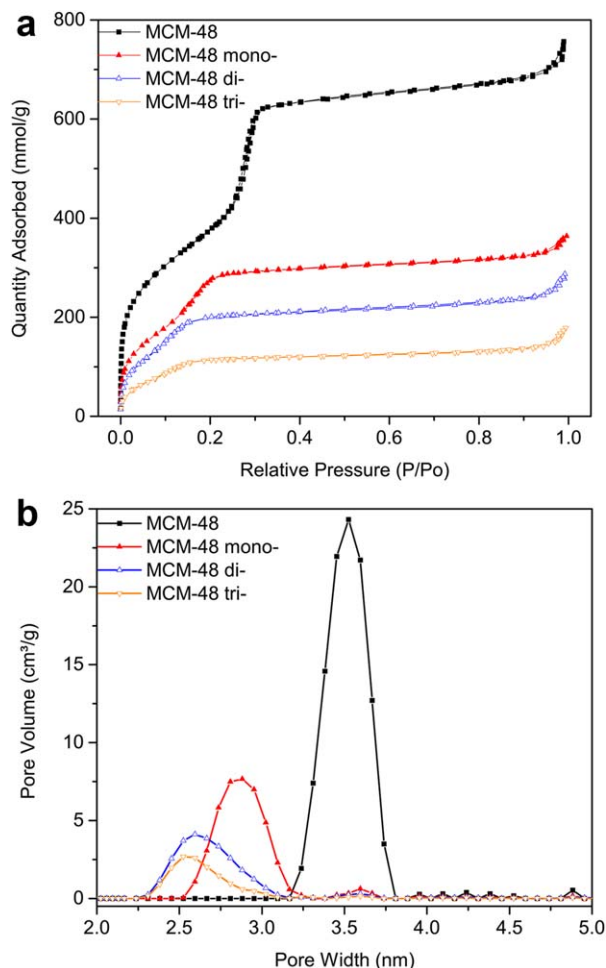 a
MCM-48
MCM-48 mono-
MCM-48 di-
MCM-48 tri-
800
600
400
200
0
Quantity Adsorbed (mmol/g)
0.0 0.2 0.4 0.6 0.8 1.0
Relative Pressure (P/Po)
b
MCM-48
MCM-48 mono-
MCM-48 di-
MCM-48 tri-
25
20
15
10
5
0
Pore Volume (cm³/g)
2.0 2.5 3.0 3.5 4.0 4.5 5.0
Pore Width (nm)